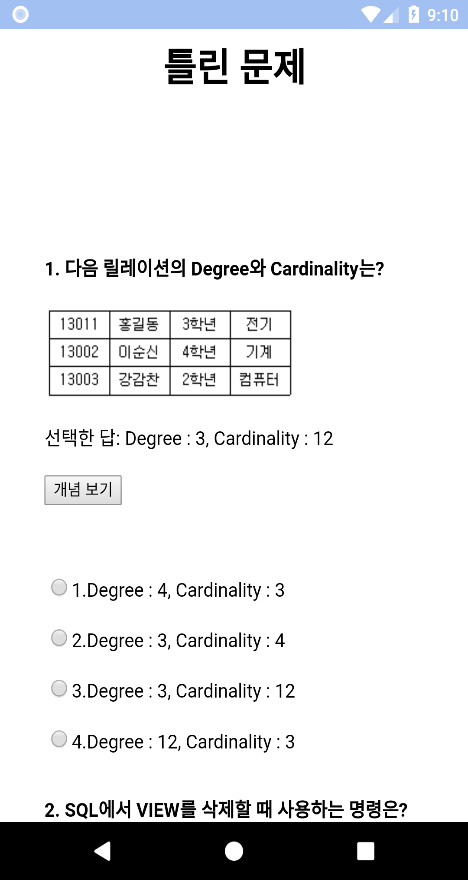 9:10
틀린 문제
1. 다음 릴레이션의 Degree와 Cardinality는?
13011 홍길동 3학년 전기
13002 이순신 4학년 기계
13003 강감찬 2학년 컴퓨터
선택한 답: Degree : 3, Cardinality : 12
개념 보기
1.Degree : 4, Cardinality : 3
2.Degree : 3, Cardinality : 4
3.Degree : 3, Cardinality : 12
4.Degree : 12, Cardinality : 3
2. SQL에서 VIEW를 삭제할 때 사용하는 명령은?